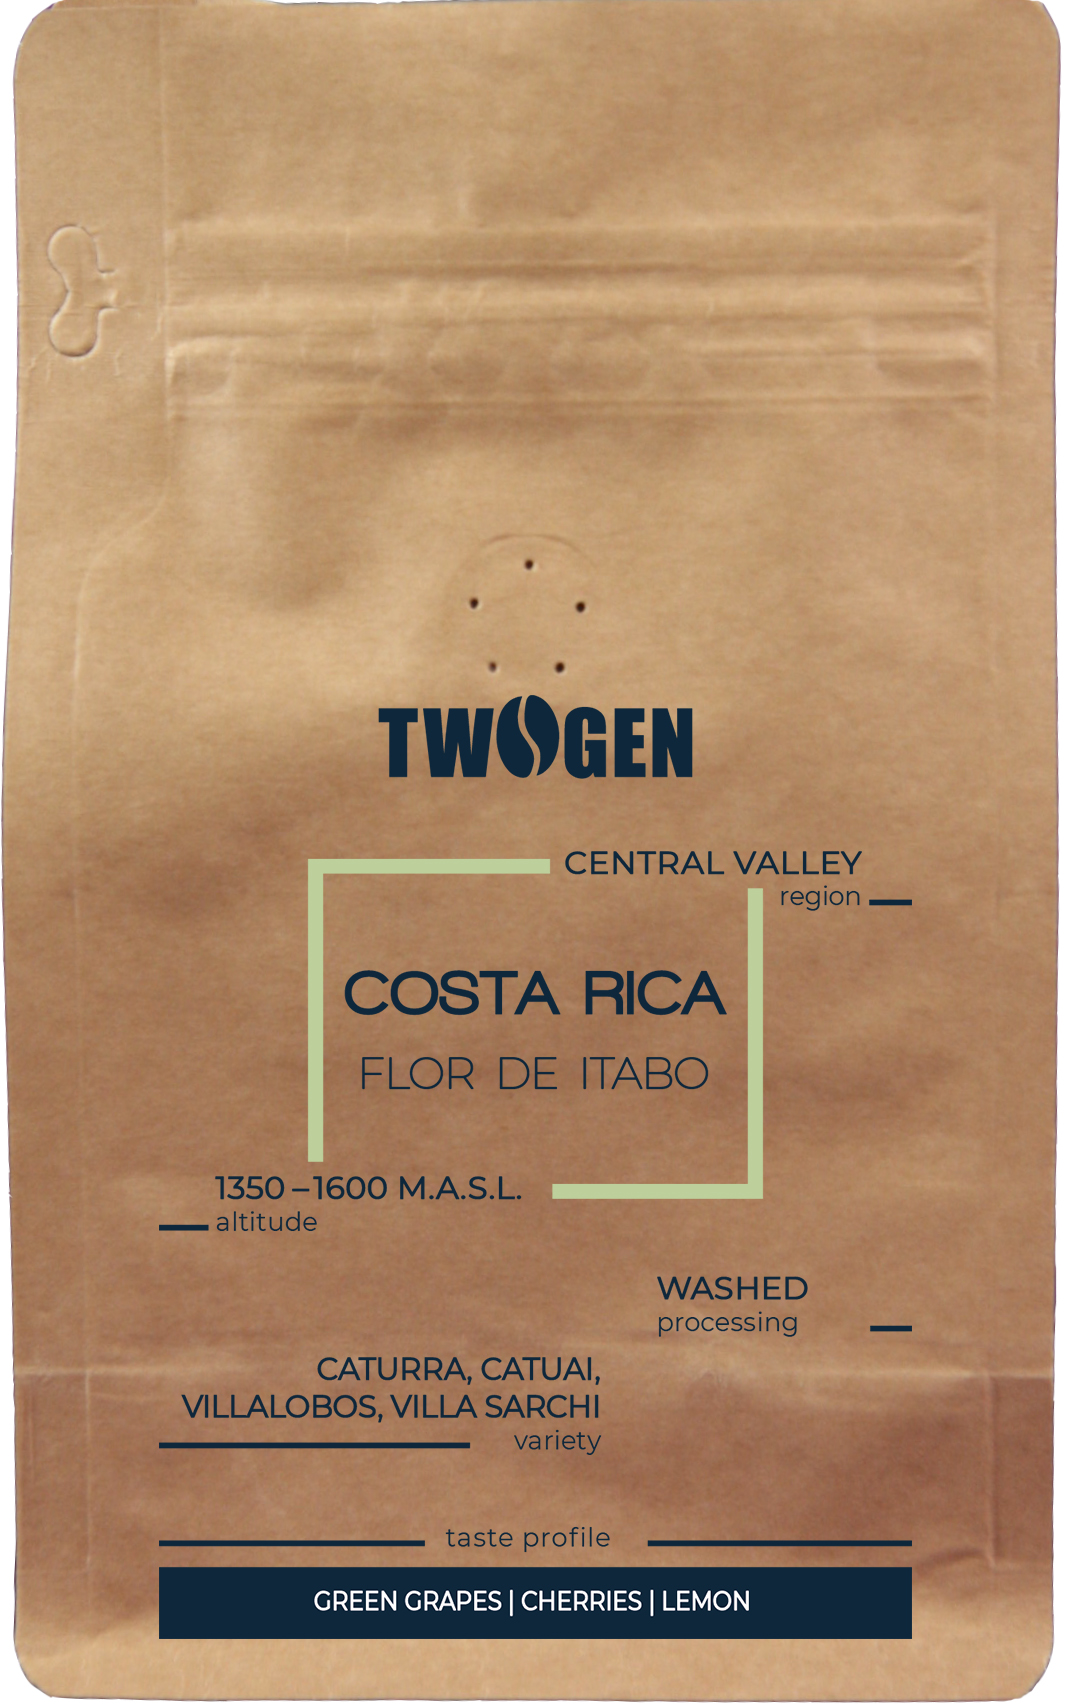 TWOGEN
CENTRAL VALLEY
region
COSTA RICA
FLOR DE ITABO
1350 – 1600 M.A.S.L.
altitude
WASHED
processing
CATURRA, CATUAI,
VILLALOBOS, VILLA SARCHI
variety
taste profile
GREEN GRAPES | CHERRIES | LEMON